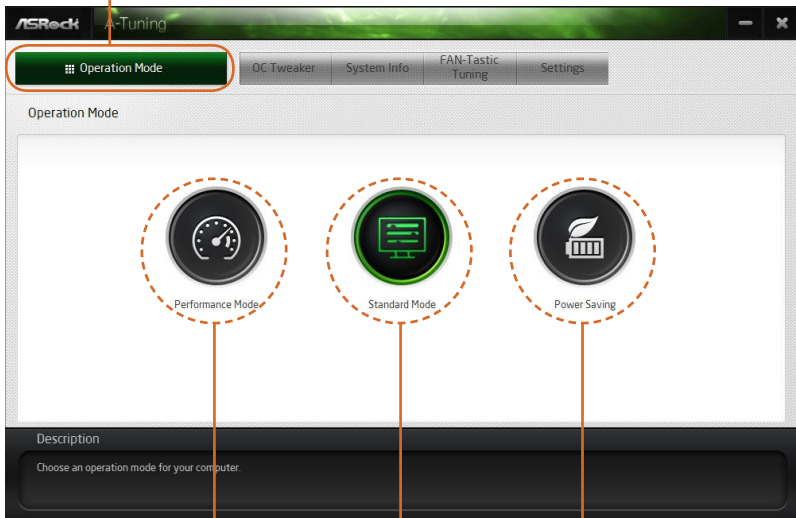 ASRock A-Tuning
Operation Mode OC Tweaker System Info FAN-Tastic Tuning Settings
Operation Mode
Performance Mode Standard Mode Power Saving
Description
Choose an operation mode for your computer.